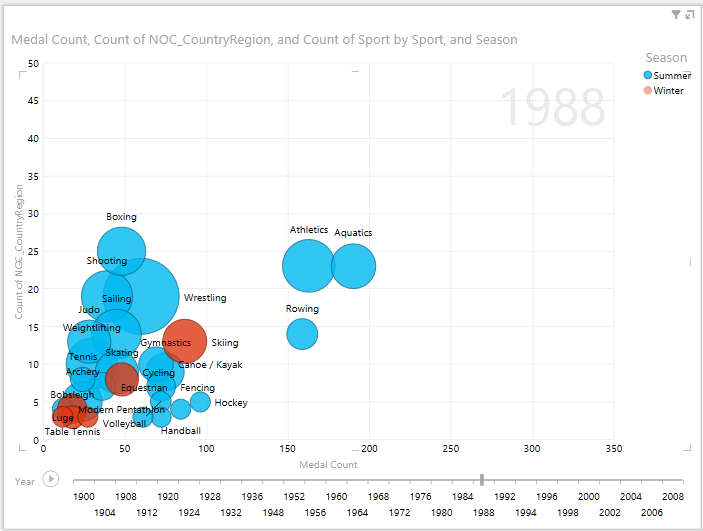 Medal Count, Count of NOC_CountryRegion, and Count of Sport by Sport, and Season
Season
Summer
Winter
1988
50
45
40
35
30
25
20
15
10
5
0
Count of NOC_CountryRegion
Boxing
Athletics
Aquatics
Shooting
Sailing
Wrestling
Judo
Rowing
Weightlifting
Gymnastics
Skiing
Tennis
Skating
Canoe / Kayak
Archery
Cycling
Equestrian
Fencing
Bobsleigh
Hockey
Modern Pentathlon
Luge
Volleyball
Table Tennis
Handball
0 50 100 150 200 250 300 350
Medal Count
Year
1900 1908 1920 1928 1936 1952 1960 1968 1976 1984 1992 1996 2000 2004 2008
1904 1912 1924 1932 1948 1956 1964 1972 1980 1988 1994 1998 2002 2006